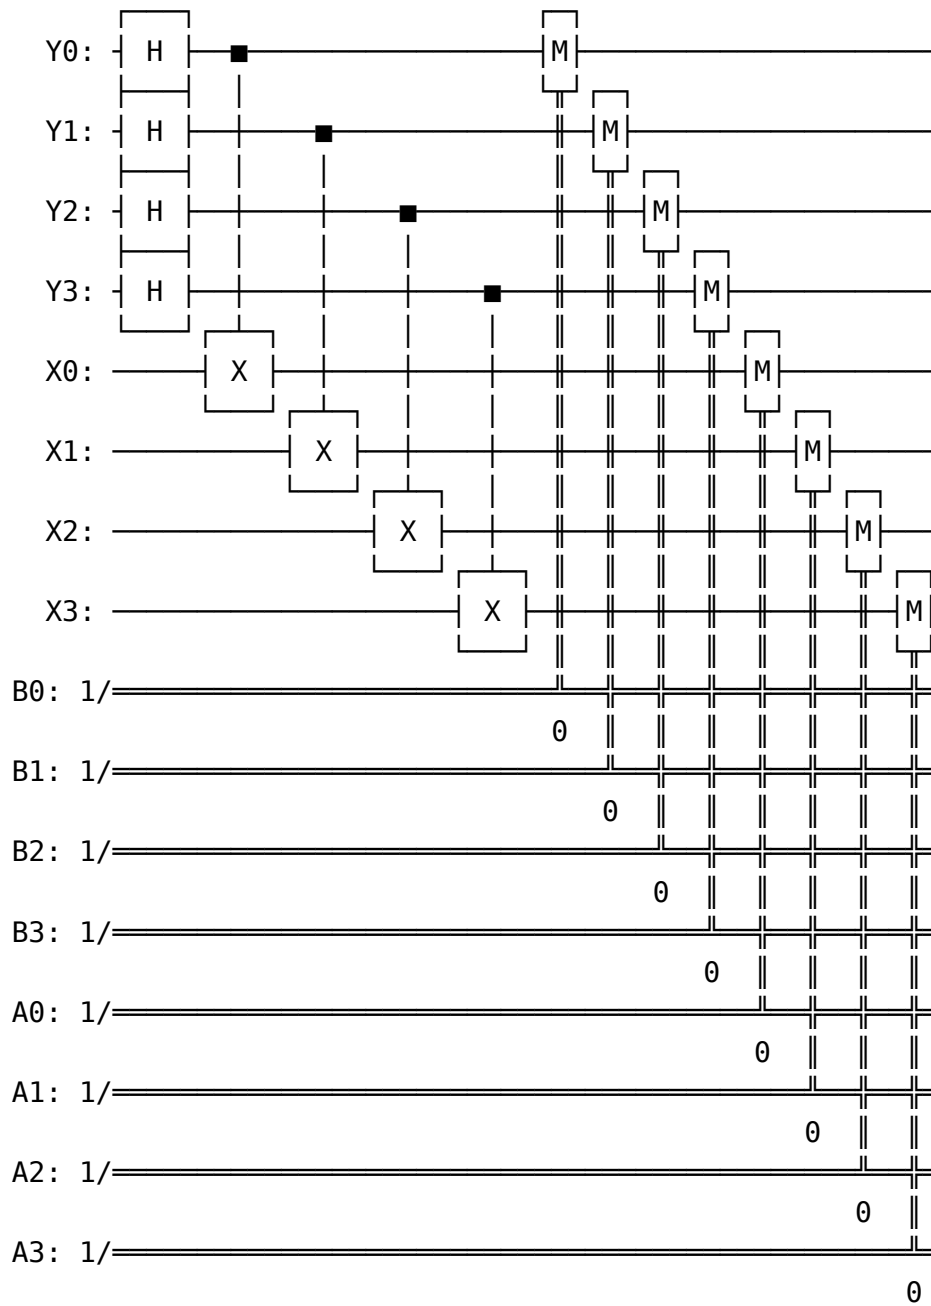 Y0: H M
Y1: H M
Y2: H M
Y3: H M
X0: X M
X1: X M
X2: X M
X3: X M
B0: 1/
0
B1: 1/
0
B2: 1/
0
B3: 1/
0
A0: 1/
0
A1: 1/
0
A2: 1/
0
A3: 1/
0